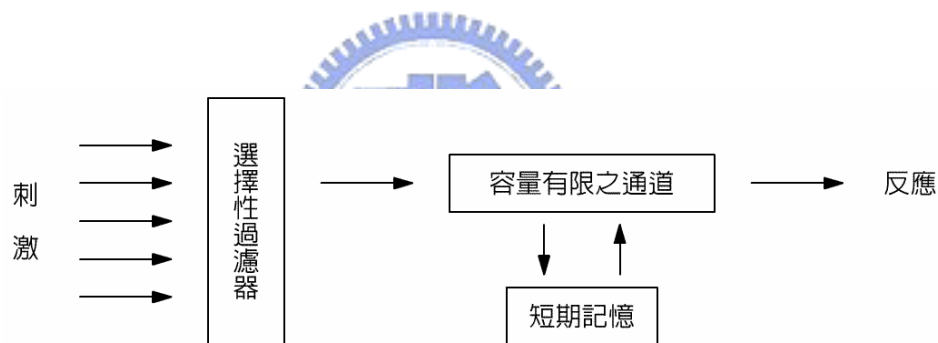 刺激
選擇性過濾器
容量有限之通道
反應
短期記憶